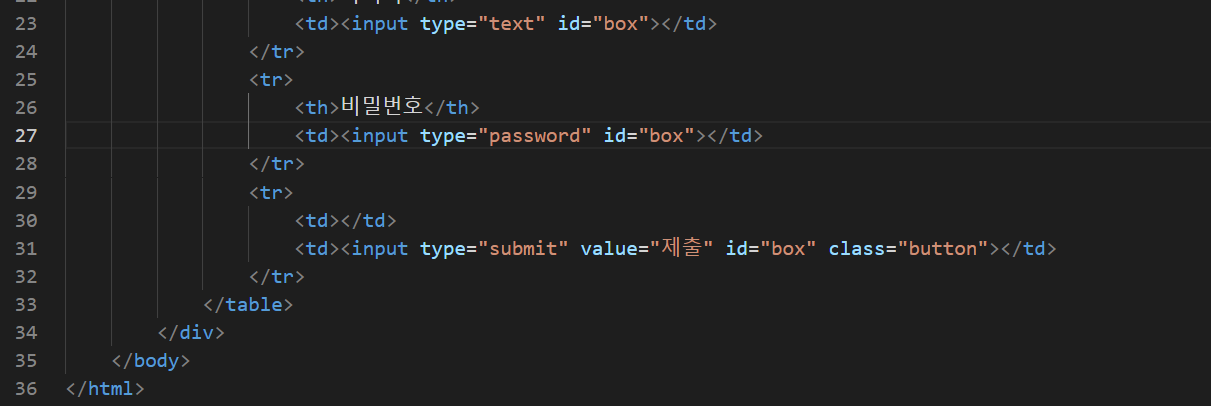 23 <td><input type="text" id="box"></td>
24 </tr>
25 <tr>
26 <th>비밀번호</th>
27 <td><input type="password" id="box"></td>
28 </tr>
29 <tr>
30 <td></td>
31 <td><input type="submit" value="제출" id="box" class="button"></td>
32 </tr>
33 </table>
34 </div>
35 </body>
36 </html>